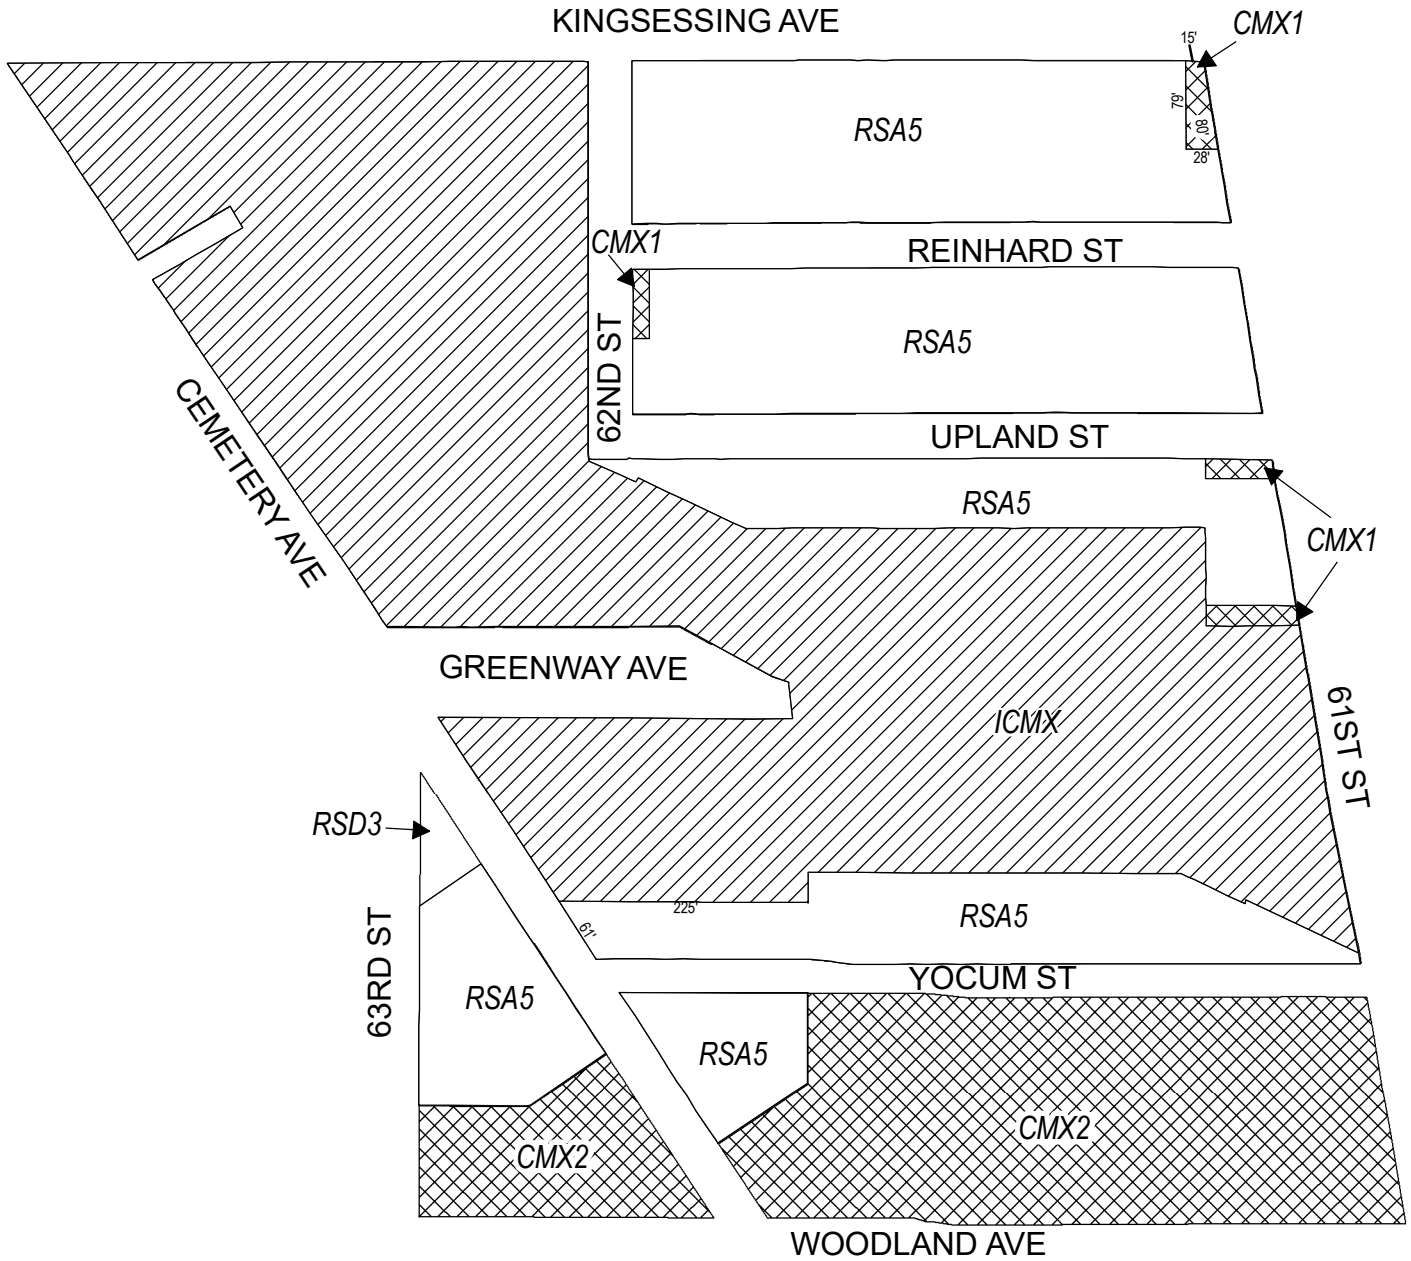 KINGSESSING AVE
CMX1
15'
RSA5
79'
80'
28'
CMX1
REINHARD ST
62ND ST
RSA5
CEMETERY AVE
UPLAND ST
RSA5
CMX1
GREENWAY AVE
ICMX
61ST ST
RSD3
225'
61'
RSA5
63RD ST
YOCUM ST
RSA5
RSA5
CMX2
CMX2
WOODLAND AVE